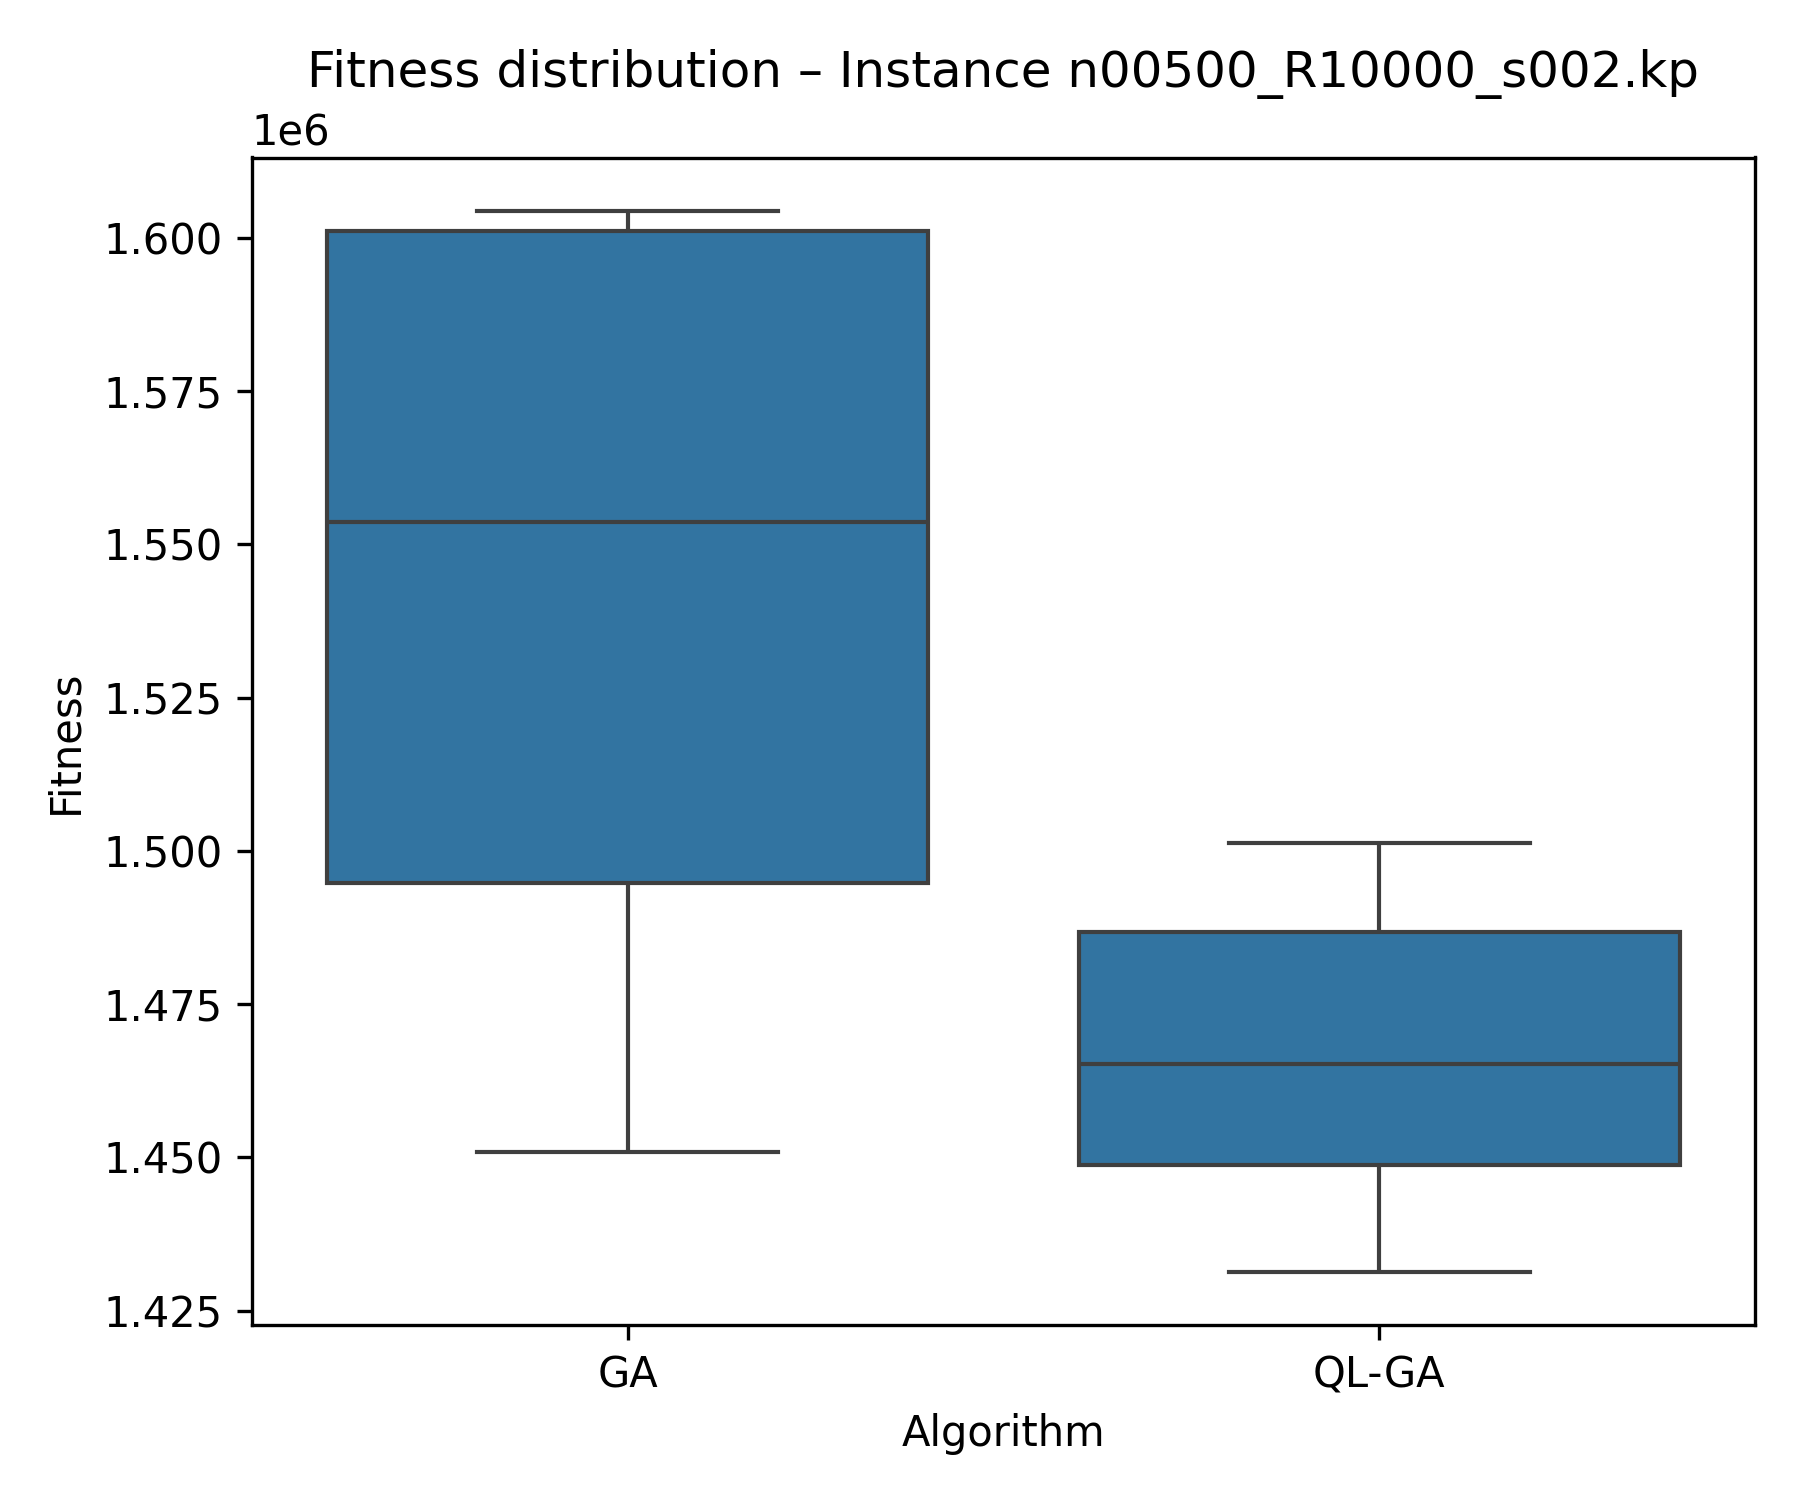 Fitness distribution – Instance n00500_R10000_s002.kp
1e6
1.600
1.575
1.550
1.525
1.500
1.475
1.450
1.425
Fitness
GA
QL-GA
Algorithm